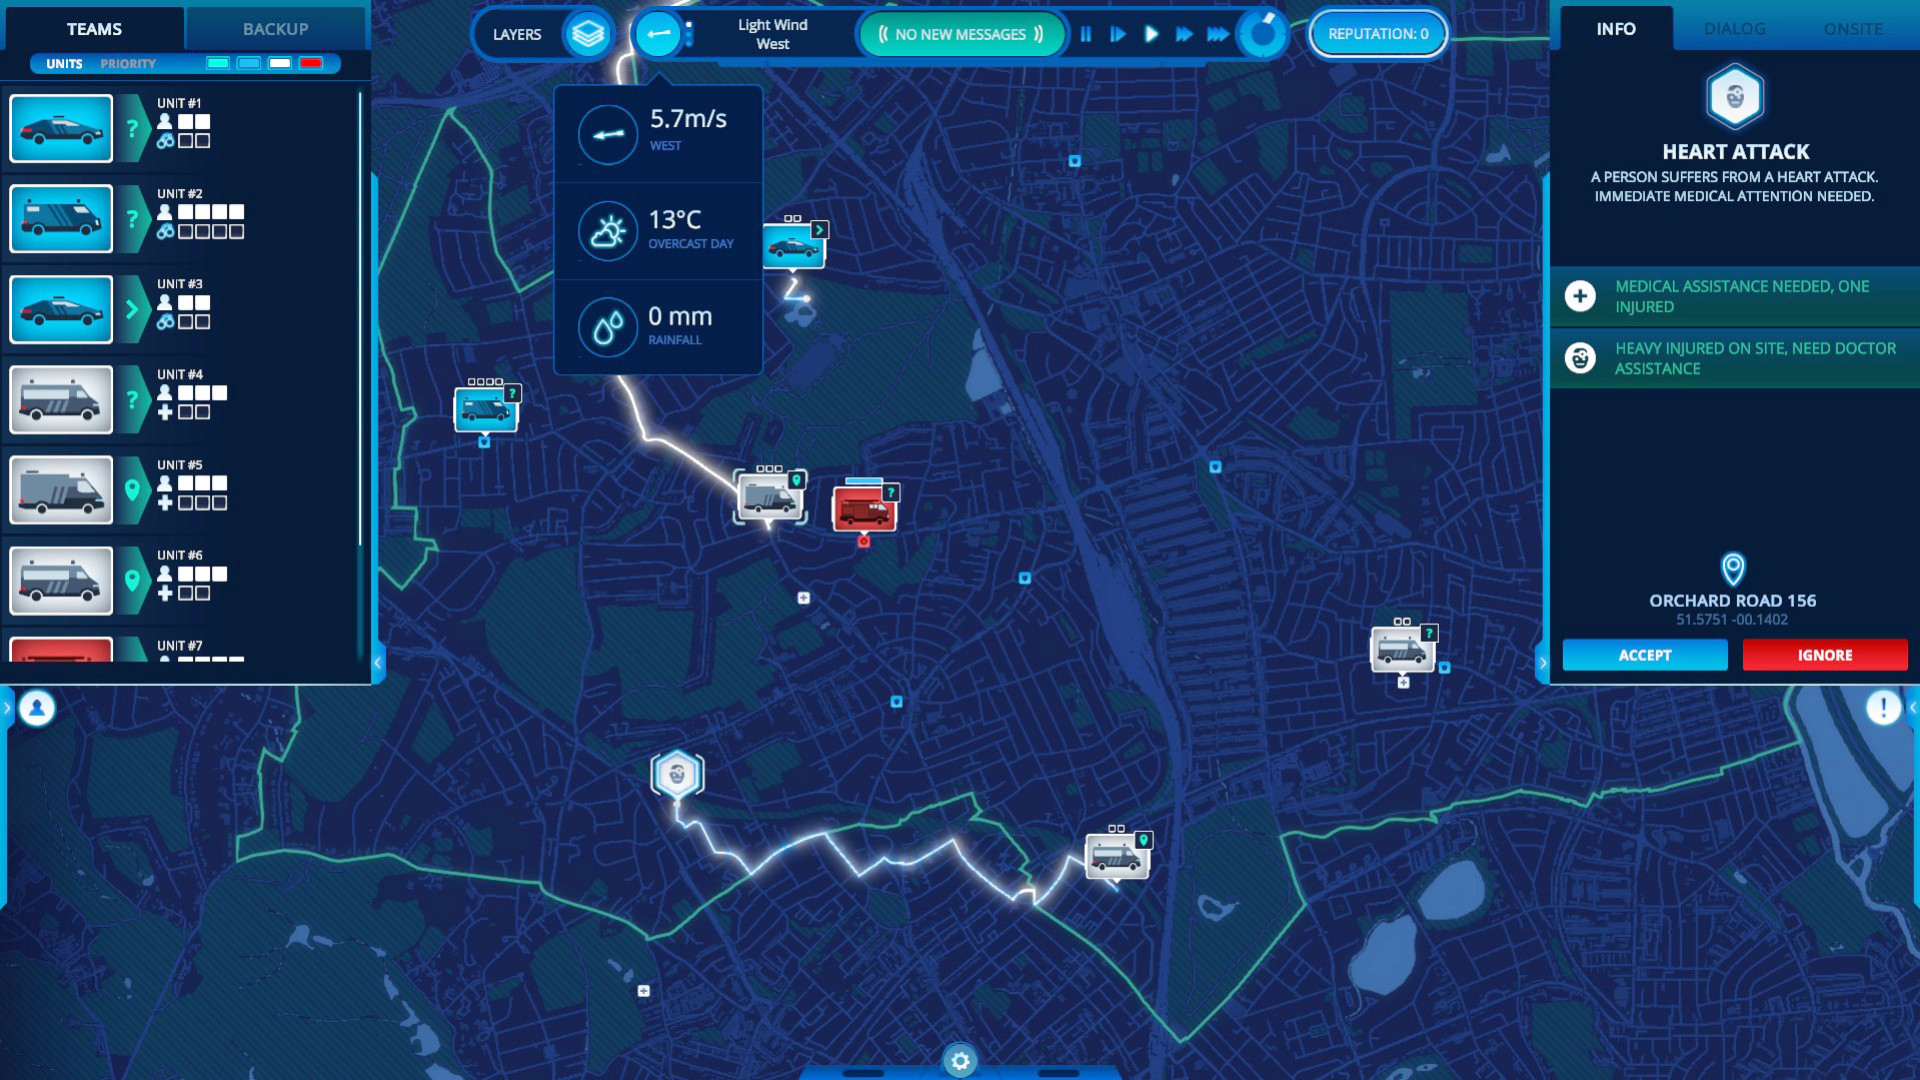 TEAMS
BACKUP
UNITS PRIORITY
UNIT #1
?
UNIT #2
?
UNIT #3
UNIT #4
?
UNIT #5
UNIT #6
UNIT #7
LAYERS
Light Wind
West
NO NEW MESSAGES
REPUTATION: 0
5.7m/s
WEST
13°C
OVERCAST DAY
0 mm
RAINFALL
?
?
?
INFO
DIALOG
ONSITE
HEART ATTACK
A PERSON SUFFERS FROM A HEART ATTACK.
IMMEDIATE MEDICAL ATTENTION NEEDED.
MEDICAL ASSISTANCE NEEDED, ONE
INJURED
HEAVY INJURED ON SITE, NEED DOCTOR
ASSISTANCE
ORCHARD ROAD 156
51.5751 -00.1402
ACCEPT
IGNORE
!